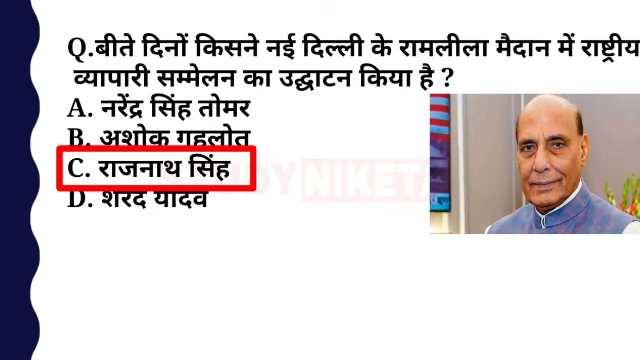 Q.बीते दिनों किसने नई दिल्ली के रामलीला मैदान में राष्ट्रीय
व्यापारी सम्मेलन का उद्घाटन किया है ?
A. नरेंद्र सिंह तोमर
B. अशोक गहलोत
C. राजनाथ सिंह
D. शरद यादव